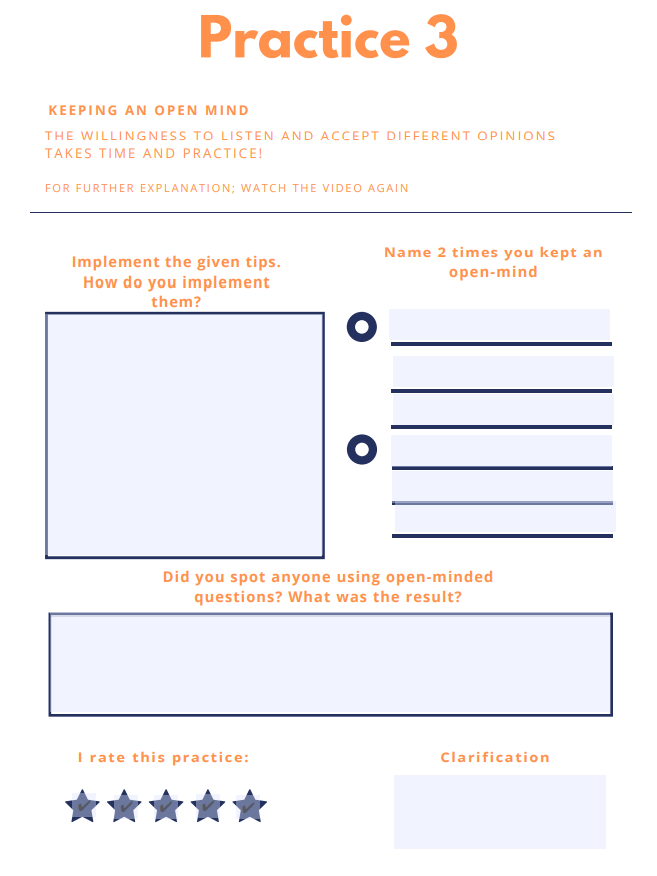 Practice 3
KEEPING AN OPEN MIND
THE WILLINGNESS TO LISTEN AND ACCEPT DIFFERENT OPINIONS
TAKES TIME AND PRACTICE!
FOR FURTHER EXPLANATION; WATCH THE VIDEO AGAIN
Implement the given tips.
How do you implement
them?
Name 2 times you kept an
open-mind
Did you spot anyone using open-minded
questions? What was the result?
I rate this practice:
Clarification